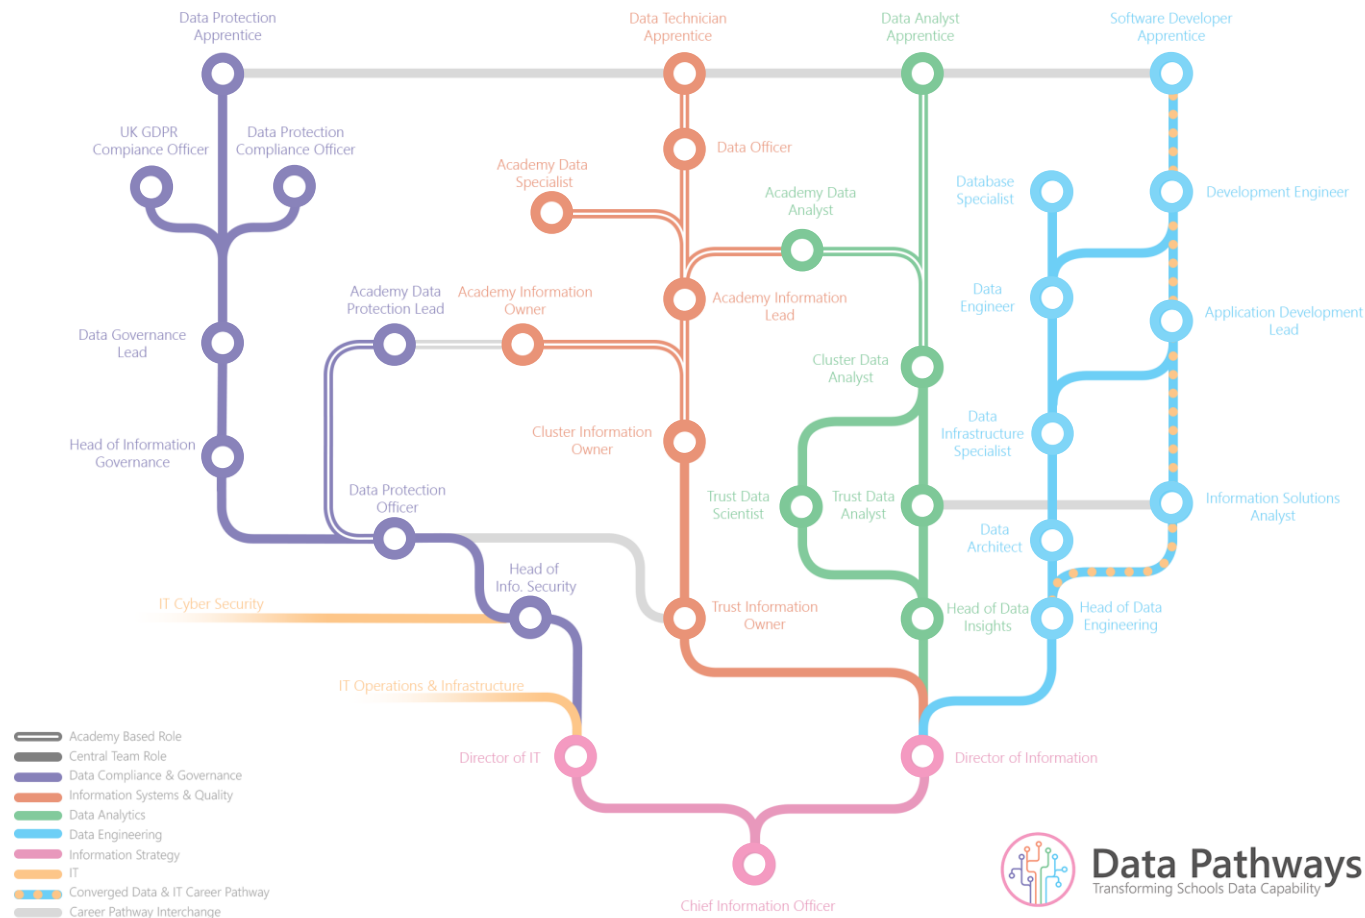 Data Protection
Apprentice
Data Technician
Apprentice
Data Analyst
Apprentice
Software Developer
Apprentice
UK GDPR
Compiance Officer
Data Protection
Compliance Officer
Data Officer
Academy Data
Specialist
Academy Data
Analyst
Database
Specialist
Development Engineer
Academy Data
Protection Lead
Academy Information
Owner
Academy Information
Lead
Data
Engineer
Application Development
Lead
Data Governance
Lead
Cluster Data
Analyst
Head of Information
Governance
Cluster Information
Owner
Data
Infrastructure
Specialist
Data Protection
Officer
Trust Data
Scientist
Trust Data
Analyst
Information Solutions
Analyst
Data
Architect
Head of
Info. Security
IT Cyber Security
Trust Information
Owner
Head of Data
Insights
Head of Data
Engineering
IT Operations & Infrastructure
Director of IT
Director of Information
Chief Information Officer
Academy Based Role
Central Team Role
Data Compliance & Governance
Information Systems & Quality
Data Analytics
Data Engineering
Information Strategy
IT
Converged Data & IT Career Pathway
Career Pathway Interchange
Data Pathways
Transforming Schools Data Capability